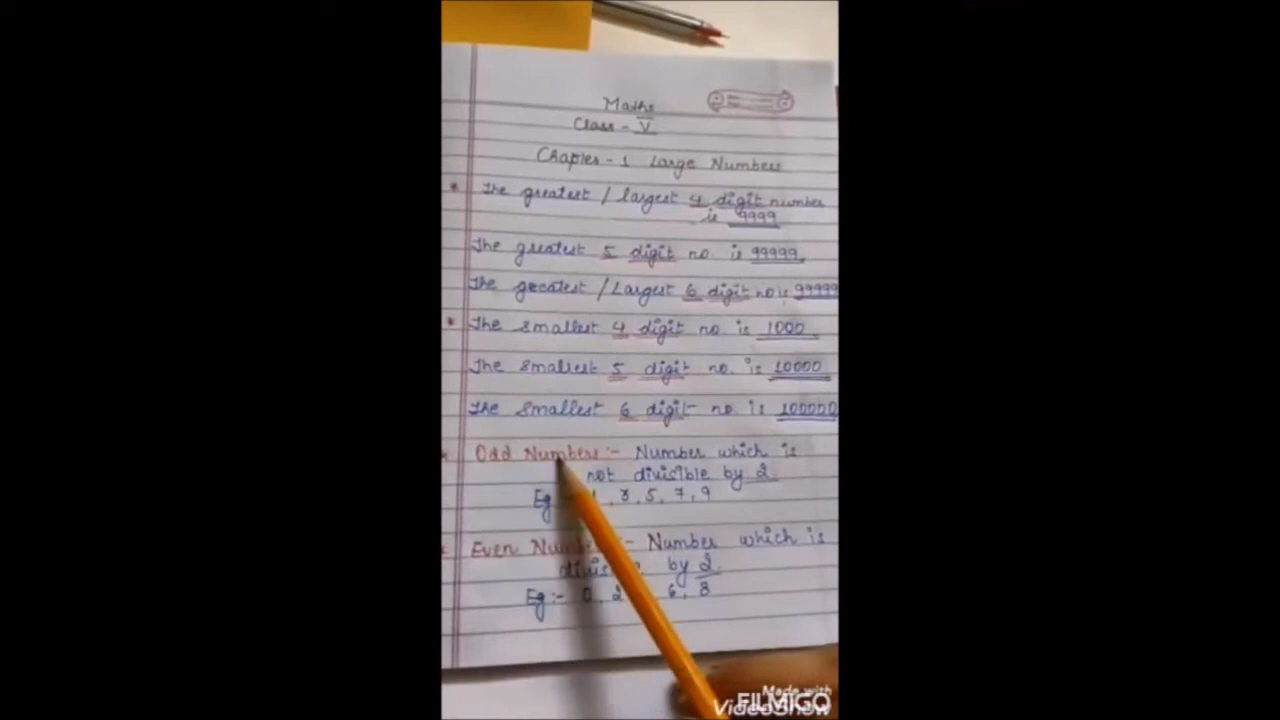 Maths
Class - V
Chapter - 1 Large Numbers
* The greatest / largest 4 digit number
is 9999
The greatest 5 digit no. is 99999
The greatest / Largest 6 digit no is 99999
* The smallest 4 digit no. is 1000
The smallest 5 digit no. is 10000
The smallest 6 digit no. is 100000
Odd Numbers :- Number which is
not divisible by 2.
Eg , 3, 5, 7, 9
Even :- Number which is
by 2.
Eg :- 0, 2 6, 8
Made with
FILMIGO
VideoShow